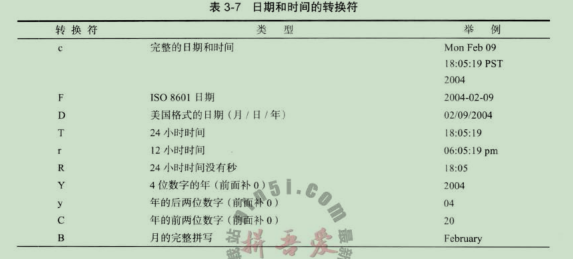 表 3-7 日期和时间的转换符
转 换 符 类 型 举 例
c 完整的日期和时间 Mon Feb 09
18:05:19 PST
2004
F ISO 8601 日期 2004-02-09
D 美国格式的日期(月/日/年) 02/09/2004
T 24 小时时间 18:05:19
r 12 小时时间 06:05:19 pm
R 24 小时时间没有秒 18:05
Y 4 位数字的年(前面补 0) 2004
y 年的后两位数字(前面补 0) 04
C 年的前两位数字(前面补 0) 20
B 月的完整拼写 February